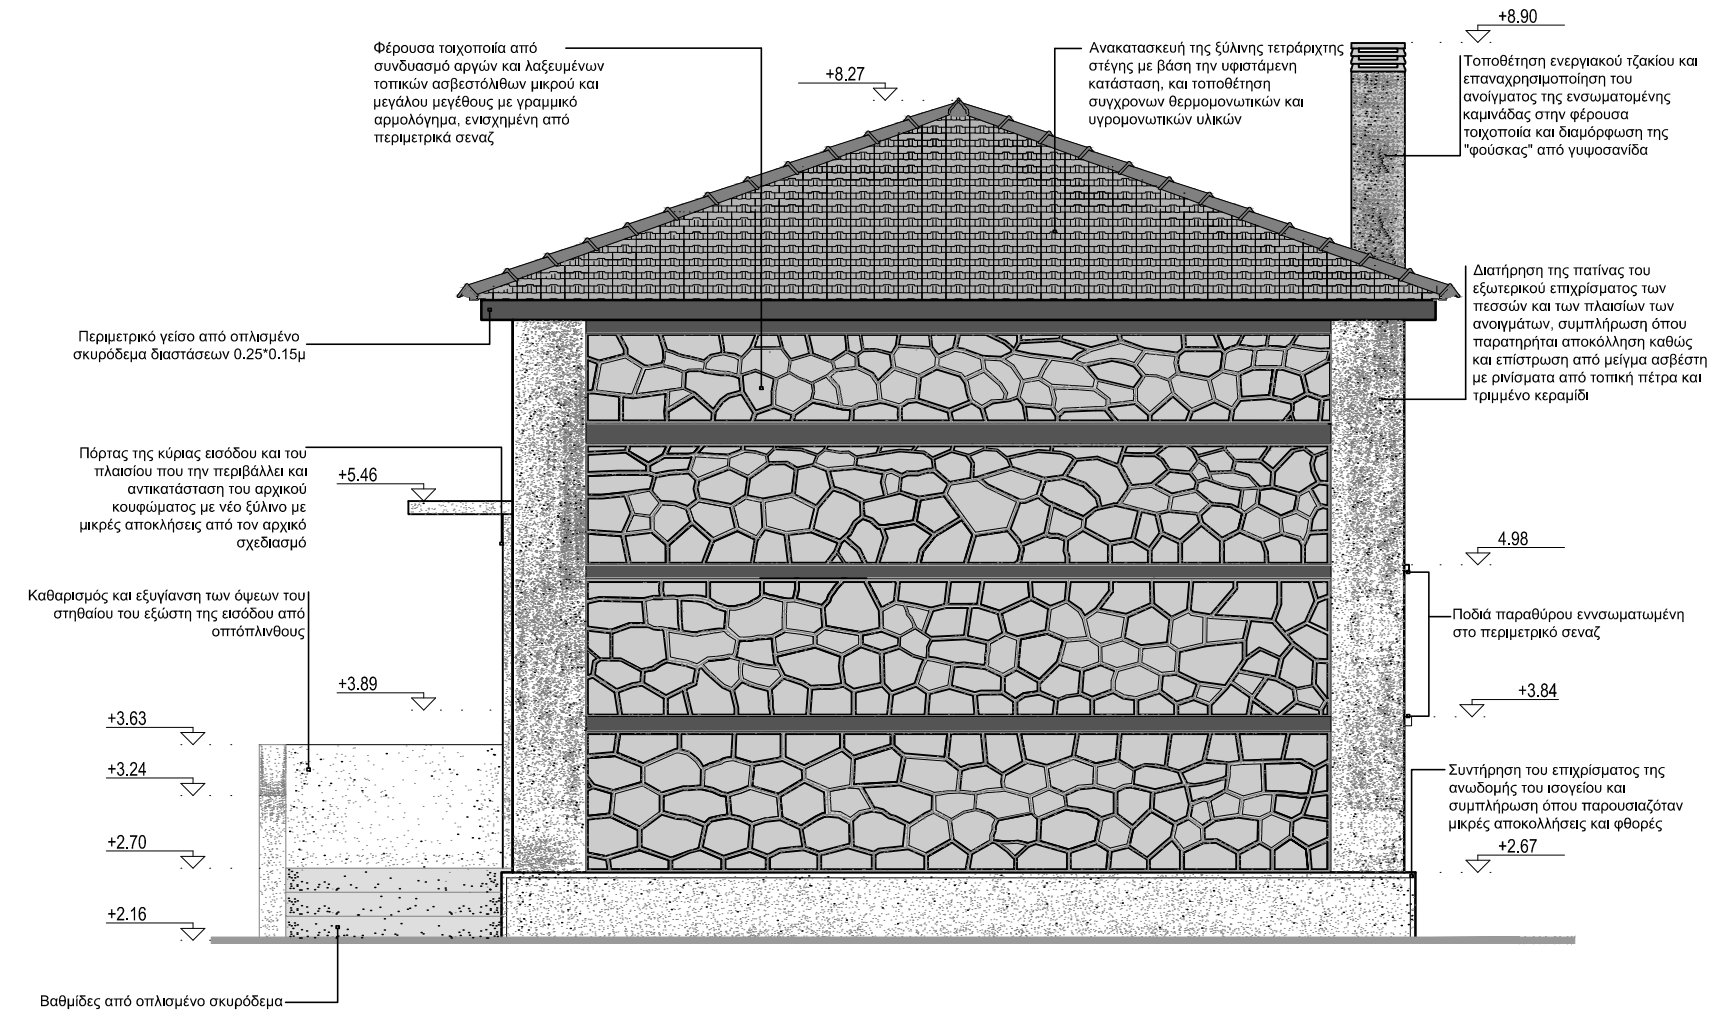 +8.90
Φέρουσα τοιχοποιία από
συνδυασμό αργών και λαξευμένων
τοπικών ασβεστόλιθων μικρού και
μεγάλου μεγέθους με γραμμικό
αρμολόγημα, ενισχημένη από
περιμετρικά σεναζ
+8.27
Ανακατασκευή της ξύλινης τετράριχτης
στέγης με βάση την υφιστάμενη
κατάσταση, και τοποθέτηση
συγχρονων θερμομονωτικών και
υγρομονωτικών υλικών
Τοποθέτηση ενεργιακού τζακίου και
επαναχρησιμοποίηση του
ανοίγματος της ενσωματομένης
καμινάδας στην φέρουσα
τοιχοποιία και διαμόρφωση της
"φούσκας" από γυψοσανίδα
Διατήρηση της πατίνας του
εξωτερικού επιχρίσματος των
πεσσών και των πλαισίων των
ανοιγμάτων, συμπλήρωση όπου
παρατηρήται αποκόλληση καθώς
και επίστρωση από μείγμα ασβέστη
με ρινίσματα από τοπική πέτρα και
τριμμένο κεραμίδι
Περιμετρικό γείσο από οπλισμένο
σκυρόδεμα διαστάσεων 0.25*0.15μ
Πόρτας της κύριας εισόδου και του
πλαισίου που την περιβάλλει και
αντικατάσταση του αρχικού
κουφώματος με νέο ξύλινο με
μικρές αποκλήσεις από τον αρχικό
σχεδιασμό
+5.46
4.98
Καθαρισμός και εξυγίανση των όψεων του
στηθαίου του εξώστη της εισόδου από
οπτόπλινθους
Ποδιά παραθύρου εννσωματωμένη
στο περιμετρικό σεναζ
+3.89
+3.84
+3.63
+3.24
Συντήρηση του επιχρίσματος της
ανωδομής του ισογείου και
συμπλήρωση όπου παρουσιαζόταν
μικρές αποκολλήσεις και φθορές
+2.70
+2.67
+2.16
Βαθμίδες από οπλισμένο σκυρόδεμα